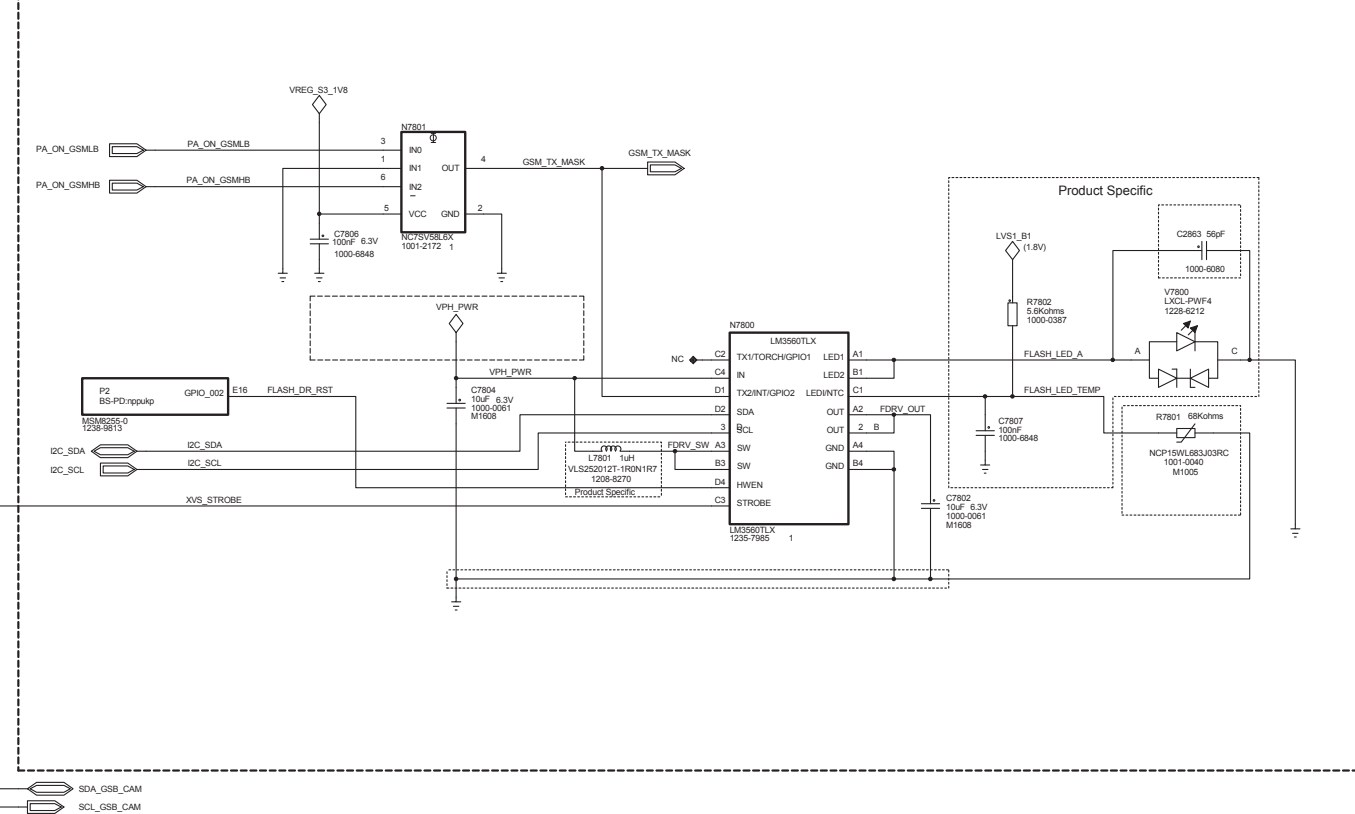 VREG_S3_1V8
N7801
PA_ON_GSMLB
PA_ON_GSMLB
3
IN0
1
IN1
OUT
4
GSM_TX_MASK
GSM_TX_MASK
PA_ON_GSMHB
PA_ON_GSMHB
6
IN2
5
VCC
GND
2
NC7SV58L6X
1001-2172 1
C7806
100nF 6.3V
1000-6848
Product Specific
C2863 56pF
1000-6080
LVS1_B1
(1.8V)
V7800
LXCL-PWF4
1228-6212
R7802
5.6Kohms
1000-0387
VPH_PWR
N7800
LM3560TLX
NC
C2
TX1/TORCH/GPIO1
LED1
A1
FLASH_LED_A
A
C
VPH_PWR
C4
IN
LED2
B1
P2
BS-PD:nppukp
GPIO_002
E16
FLASH_DR_RST
MSM8255-0
1238-9813
C7804
10uF 6.3V
1000-0061
M1608
D1
TX2/INT/GPIO2
LEDI/NTC
C1
FLASH_LED_TEMP
D2
SDA
OUT
A2
FDRV_OUT
3
D
SCL
OUT
2
B
C7807
100nF
1000-6848
R7801 68Kohms
NCP15WL683J03RC
1001-0040
M1005
I2C_SDA
I2C_SDA
FDRV_SW
A3
SW
GND
A4
I2C_SCL
I2C_SCL
L7801 1uH
VLS252012T-1R0N1R7
1208-8270
Product Specific
B3
SW
GND
B4
D4
HWEN
XVS_STROBE
C3
STROBE
LM3560TLX
1235-7985 1
C7802
10uF 6.3V
1000-0061
M1608
SDA_GSB_CAM
SCL_GSB_CAM